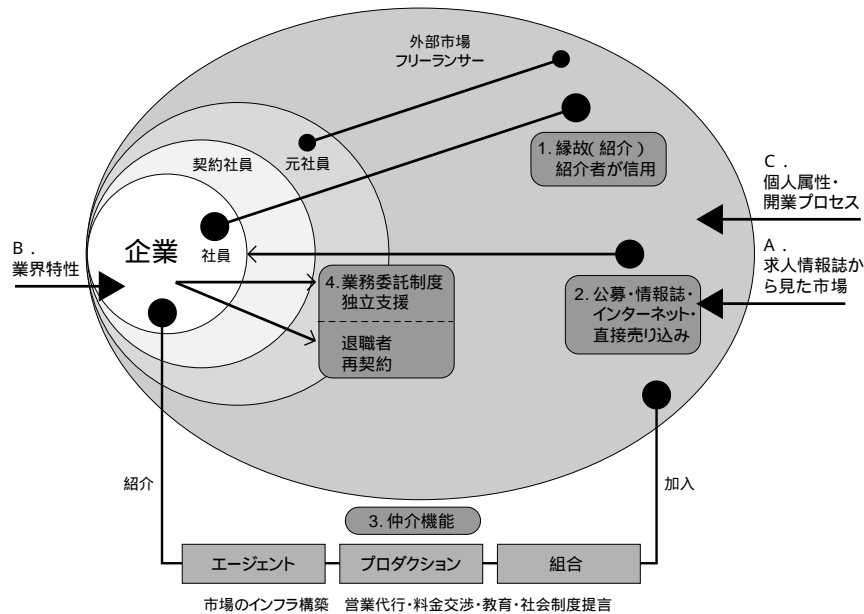 外部市場
フリーランサー
元社員
契約社員
1. 縁故(紹介)
紹介者が信用
C.
個人属性・
開業プロセス
B.
業界特性
企業
社員
A.
求人情報誌か
ら見た市場
4. 業務委託制度
独立支援
退職者
再契約
2. 公募・情報誌・
インターネット・
直接売り込み
紹介
加入
3. 仲介機能
エージェント
プロダクション
組合
市場のインフラ構築 営業代行・料金交渉・教育・社会制度提言